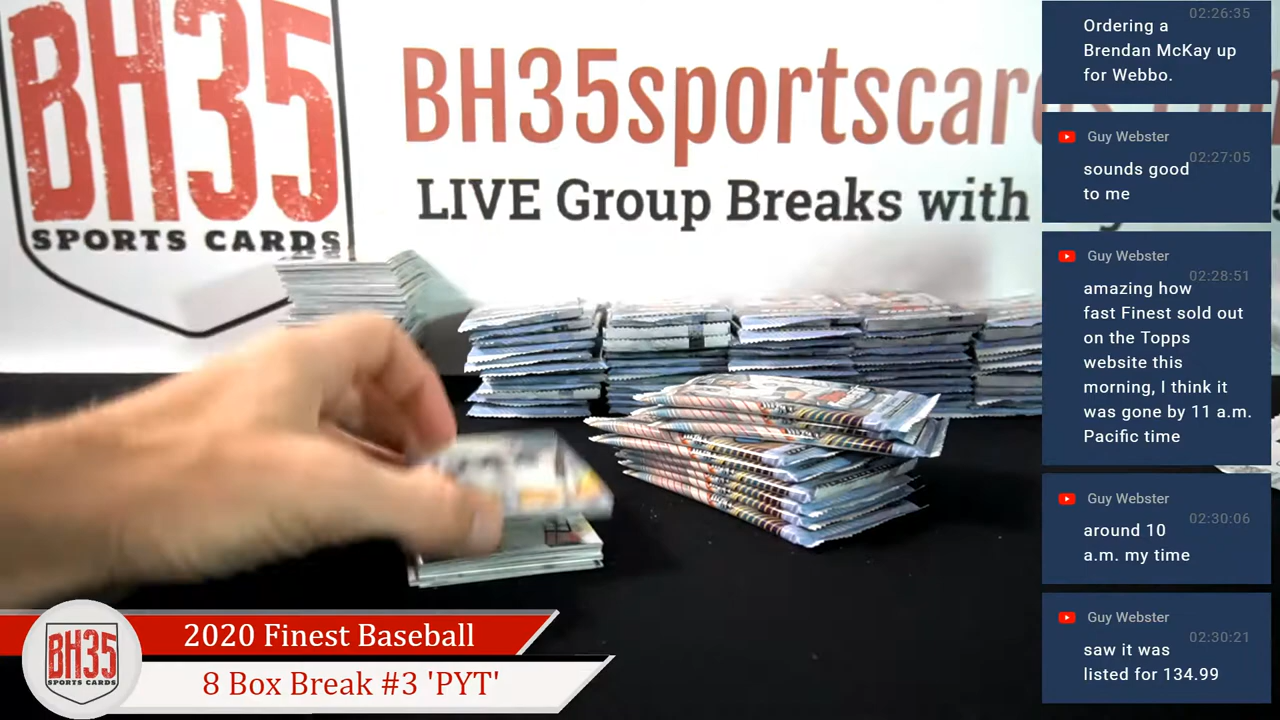 BH35
SPORTS CARDS
BH35sportscar
LIVE Group Breaks with
02:26:35
Ordering a
Brendan McKay up
for Webbo.
Guy Webster
02:27:05
sounds good
to me
Guy Webster
02:28:51
amazing how
fast Finest sold out
on the Topps
website this
morning, I think it
was gone by 11 a.m.
Pacific time
Guy Webster
02:30:06
around 10
a.m. my time
Guy Webster
02:30:21
saw it was
listed for 134.99
BH35
SPORTS CARDS
2020 Finest Baseball
8 Box Break #3 'PYT'